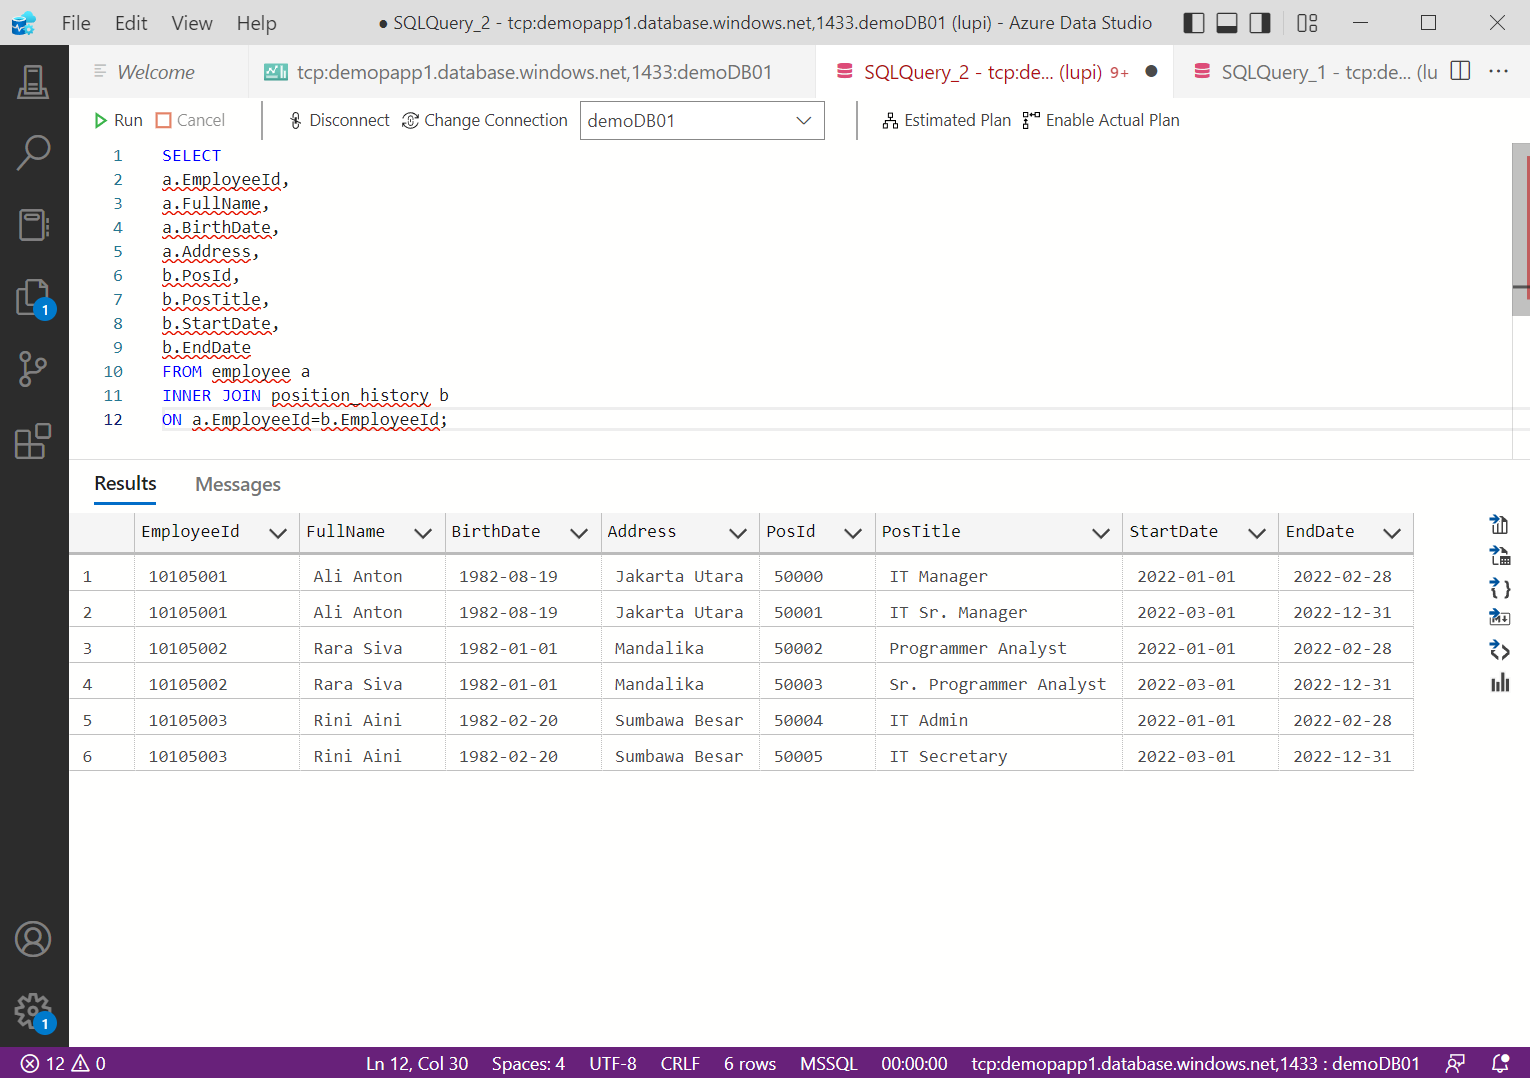 File Edit View Help ● SQLQuery_2 - tcp:demopapp1.database.windows.net,1433.demoDB01 (lupi) - Azure Data Studio
Welcome tcp:demopapp1.database.windows.net,1433:demoDB01 SQLQuery_2 - tcp:de... (lupi) 9+ ● SQLQuery_1 - tcp:de... (lu
Run Cancel Disconnect Change Connection demoDB01 Estimated Plan Enable Actual Plan
1 SELECT
2 a.EmployeeId,
3 a.FullName,
4 a.BirthDate,
5 a.Address,
6 b.PosId,
7 b.PosTitle,
8 b.StartDate,
9 b.EndDate
10 FROM employee a
11 INNER JOIN position_history b
12 ON a.EmployeeId=b.EmployeeId;
1
Results Messages
EmployeeId FullName BirthDate Address PosId PosTitle StartDate EndDate
1 10105001 Ali Anton 1982-08-19 Jakarta Utara 50000 IT Manager 2022-01-01 2022-02-28
2 10105001 Ali Anton 1982-08-19 Jakarta Utara 50001 IT Sr. Manager 2022-03-01 2022-12-31
3 10105002 Rara Siva 1982-01-01 Mandalika 50002 Programmer Analyst 2022-01-01 2022-02-28
4 10105002 Rara Siva 1982-01-01 Mandalika 50003 Sr. Programmer Analyst 2022-03-01 2022-12-31
5 10105003 Rini Aini 1982-02-20 Sumbawa Besar 50004 IT Admin 2022-01-01 2022-02-28
6 10105003 Rini Aini 1982-02-20 Sumbawa Besar 50005 IT Secretary 2022-03-01 2022-12-31
1
12 0 Ln 12, Col 30 Spaces: 4 UTF-8 CRLF 6 rows MSSQL 00:00:00 tcp:demopapp1.database.windows.net,1433 : demoDB01